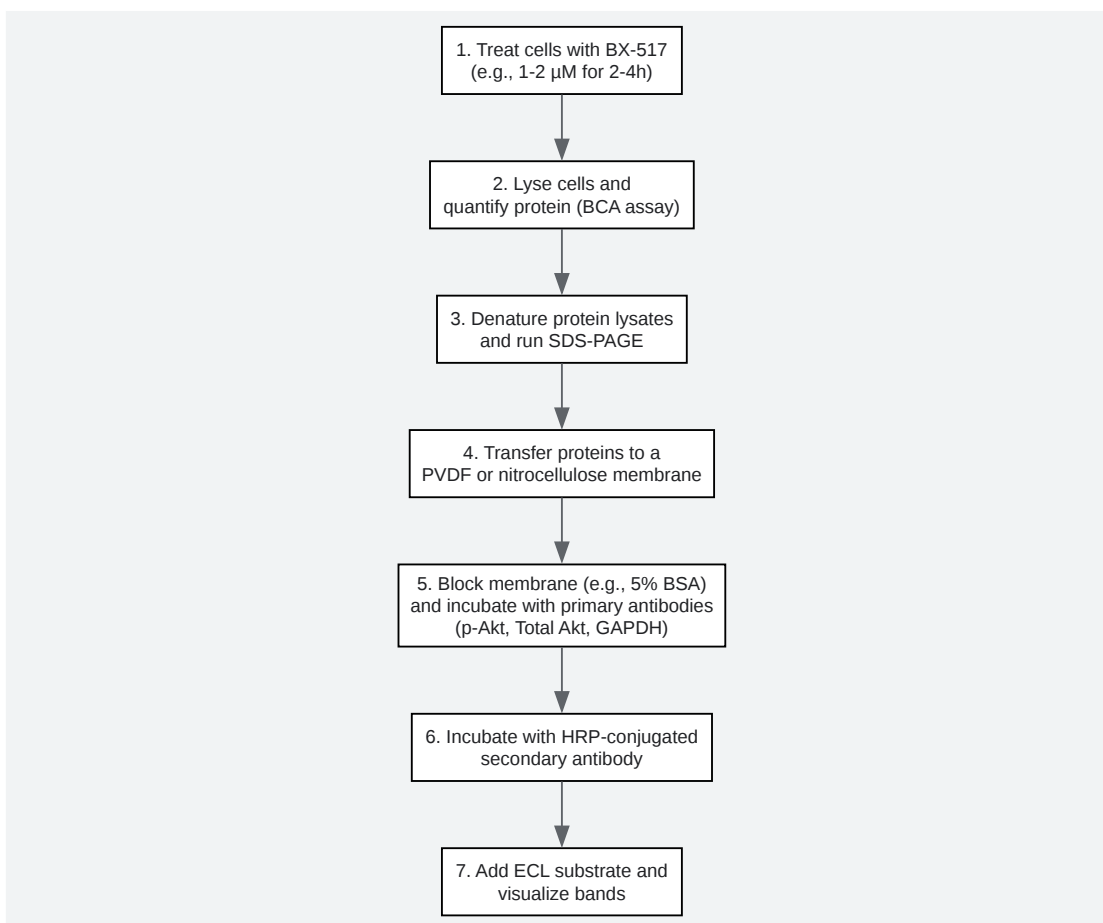 1. Treat cells with BX-517
(e.g., 1-2 µM for 2-4h)
2. Lyse cells and
quantify protein (BCA assay)
3. Denature protein lysates
and run SDS-PAGE
4. Transfer proteins to a
PVDF or nitrocellulose membrane
5. Block membrane (e.g., 5% BSA)
and incubate with primary antibodies
(p-Akt, Total Akt, GAPDH)
6. Incubate with HRP-conjugated
secondary antibody
7. Add ECL substrate and
visualize bands